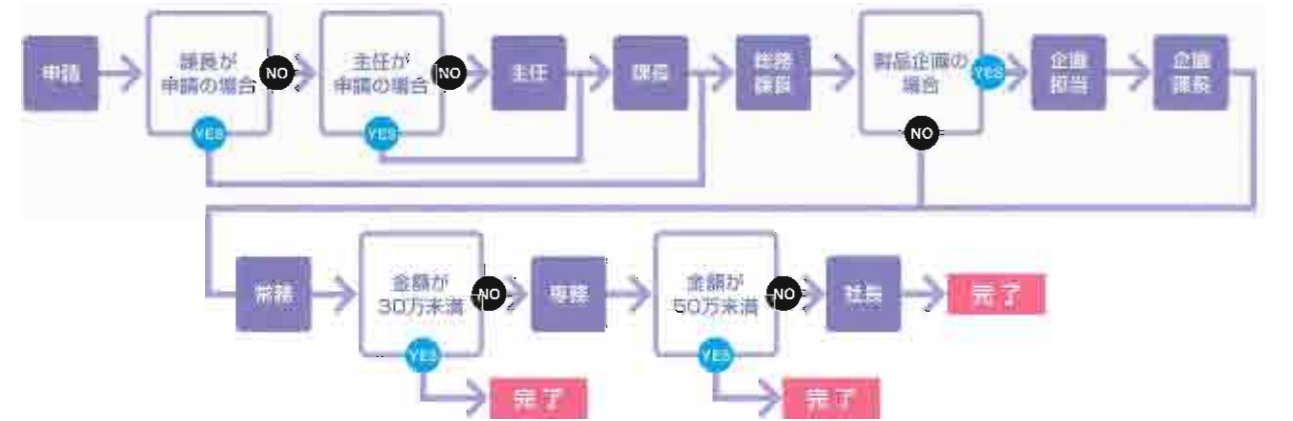 申請
課長が
申請の場合
NO
YES
主任が
申請の場合
NO
YES
主任
課長
総務
課長
製品企画の
場合
YES
NO
企画
担当
企画
課長
常務
金額が
30万未満
NO
YES
完了
専務
金額が
50万未満
NO
YES
完了
社長
完了